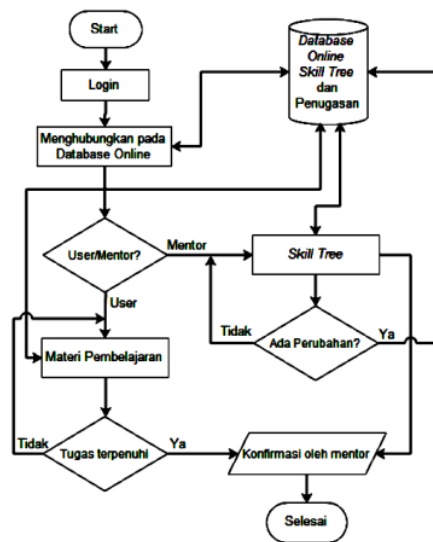 Start
Database
Online
Skill Tree
dan
Penugasan
Login
Menghubungkan pada
Database Online
User/Mentor?
Mentor
Skill Tree
User
Tidak
Ada Perubahan?
Ya
Materi Pembelajaran
Tidak
Tugas terpenuhi
Ya
Konfirmasi oleh mentor
Selesai